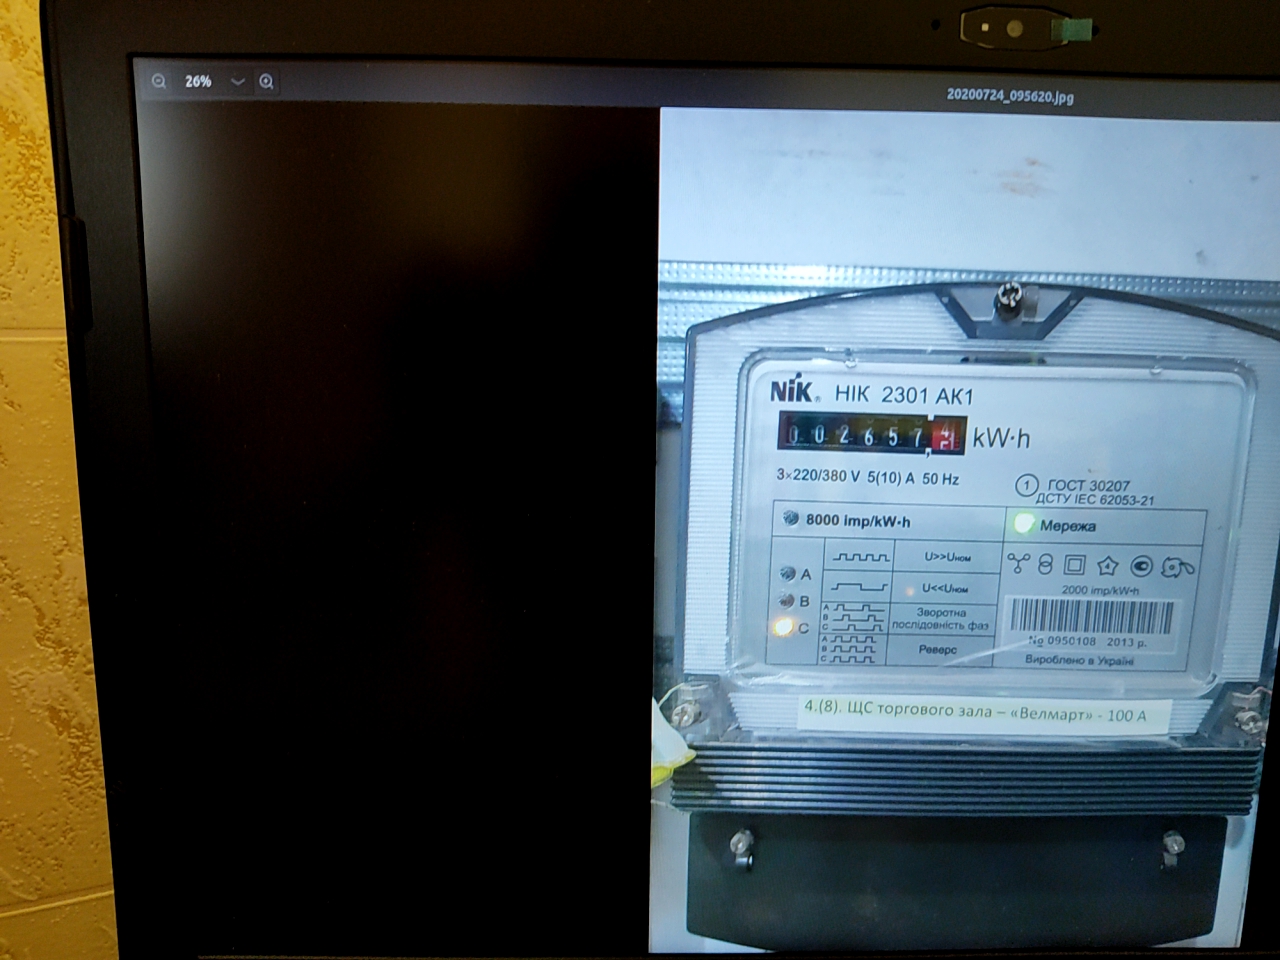 26%
20200724_095620.jpg
NiK® НІК 2301 АК1
0 0 2 6 5 7, kW·h
3×220/380 V 5(10) A 50 Hz
1 ГОСТ 30207
ДСТУ IEC 62053-21
8000 imp/kW·h
Мережа
A
B
C
U>>Uном
U<<Uном
A
B
C
Зворотна
послідовність фаз
A
B
C
Реверс
2000 imp/kW·h
№ 0950108 2013 р.
Вироблено в Україні
4.(8). ЩС торгового зала – «Велмарт» - 100 А